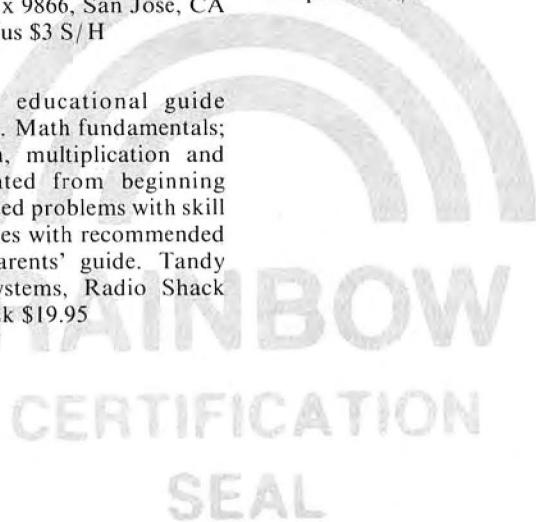 x 9866, San Jose, CA
us $3 S/H
educational guide
. Math fundamentals;
, multiplication and
ted from beginning
ed problems with skill
es with recommended
arents' guide. Tandy
ystems, Radio Shack
k $19.95
RAINBOW
CERTIFICATION
SEAL